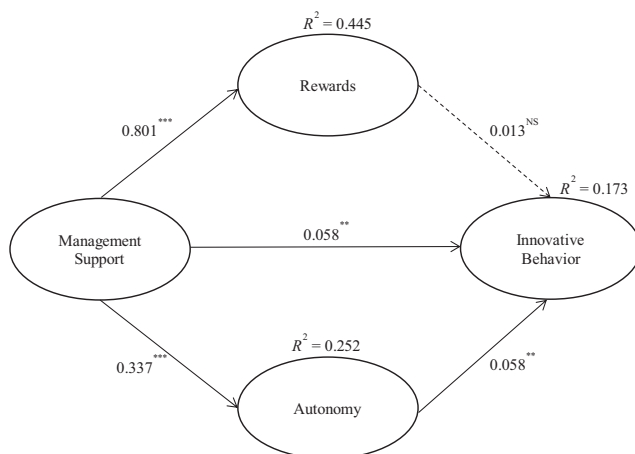 R² = 0.445
Rewards
0.801***
0.013ᴺˢ
R² = 0.173
Management
Support
0.058**
Innovative
Behavior
R² = 0.252
0.337***
0.058**
Autonomy